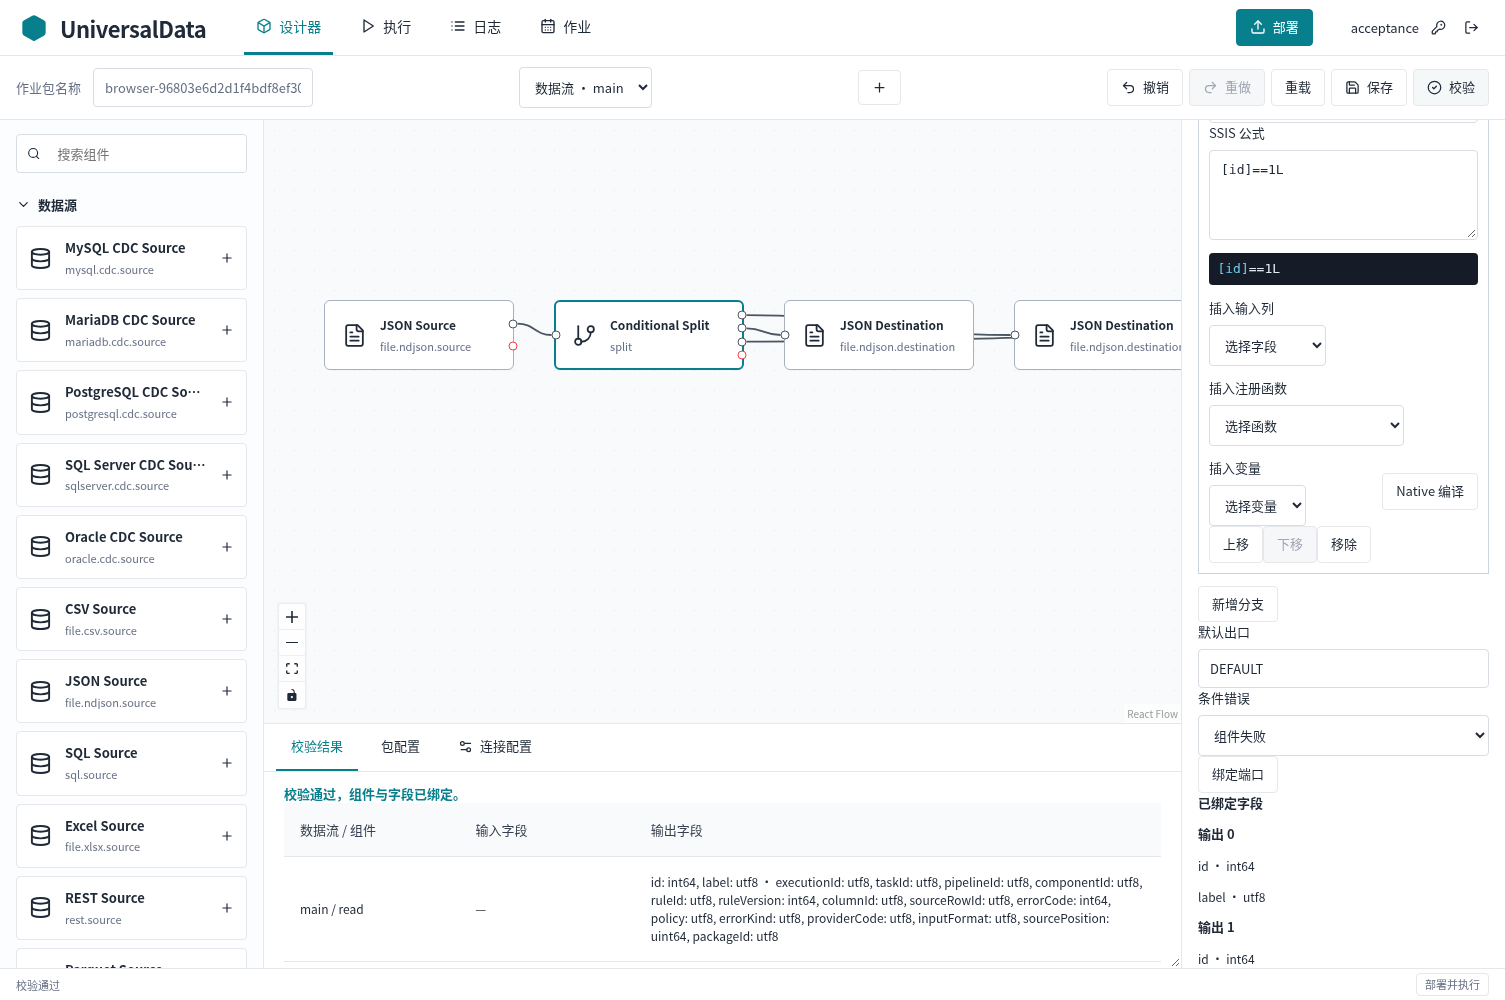 UniversalData
设计器
执行
日志
作业
部署
acceptance
作业包名称
browser-96803e6d2d1f4bdf8ef3
数据流 · main
+
撤销
重做
重载
保存
校验
搜索组件
数据源
MySQL CDC Source
mysql.cdc.source
MariaDB CDC Source
mariadb.cdc.source
PostgreSQL CDC So···
postgresql.cdc.source
SQL Server CDC Sou···
sqlserver.cdc.source
Oracle CDC Source
oracle.cdc.source
CSV Source
file.csv.source
JSON Source
file.ndjson.source
SQL Source
sql.source
Excel Source
file.xlsx.source
REST Source
rest.source
JSON Source
file.ndjson.source
Conditional Split
split
JSON Destination
file.ndjson.destination
JSON Destination
file.ndjson.destination
React Flow
校验结果
包配置
连接配置
校验通过，组件与字段已绑定。
数据流 / 组件
输入字段
输出字段
main / read
—
id: int64, label: utf8 · executionId: utf8, taskId: utf8, pipelineId: utf8, componentId: utf8,
ruleId: utf8, ruleVersion: int64, columnId: utf8, sourceRowId: utf8, errorCode: int64,
policy: utf8, errorKind: utf8, providerCode: utf8, inputFormat: utf8, sourcePosition:
uint64, packageId: utf8
SSIS 公式
[id]==1L
[id]==1L
插入输入列
选择字段
插入注册函数
选择函数
插入变量
选择变量
Native 编译
上移
下移
移除
新增分支
默认出口
DEFAULT
条件错误
组件失败
绑定端口
已绑定字段
输出 0
id · int64
label · utf8
输出 1
id · int64
校验通过
部署并执行